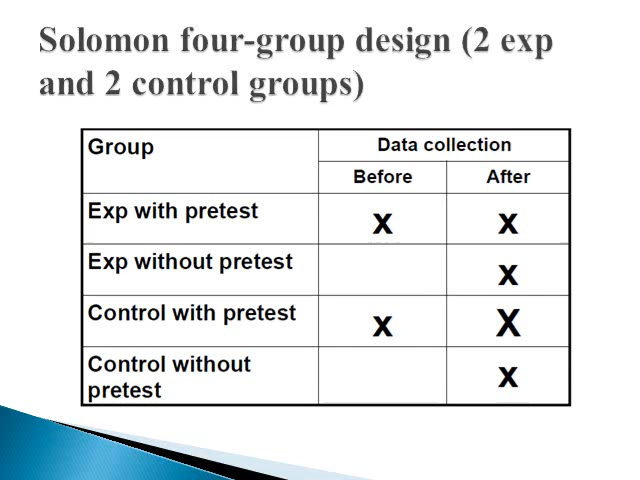 Solomon four-group design (2 exp
and 2 control groups)
Group
Data collection
Before
After
Exp with pretest
x
x
Exp without pretest
x
Control with pretest
x
X
Control without
pretest
x